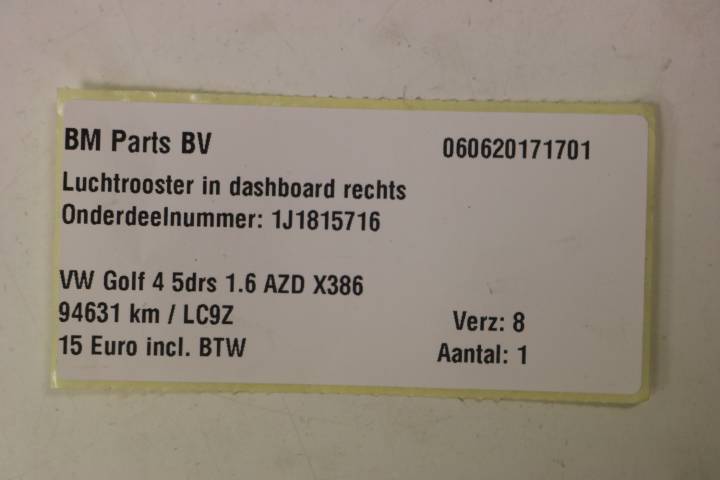 BM Parts BV 060620171701
Luchtrooster in dashboard rechts
Onderdeelnummer: 1J1815716
VW Golf 4 5drs 1.6 AZD X386
94631 km / LC9Z Verz: 8
15 Euro incl. BTW Aantal: 1